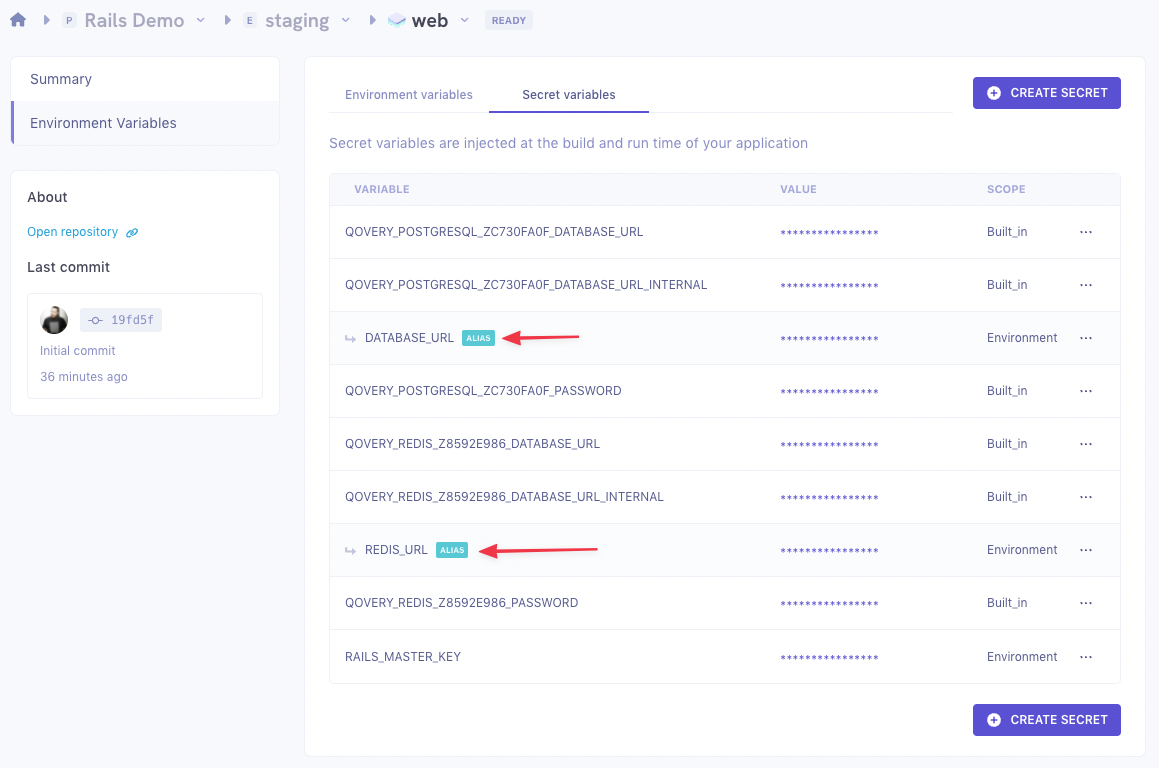 P Rails Demo E staging web READY
Summary
Environment Variables
About
Open repository
Last commit
19fd5f
Initial commit
36 minutes ago
Environment variables Secret variables CREATE SECRET
Secret variables are injected at the build and run time of your application
VARIABLE VALUE SCOPE
QOVERY_POSTGRESQL_ZC730FA0F_DATABASE_URL **************** Built_in ...
QOVERY_POSTGRESQL_ZC730FA0F_DATABASE_URL_INTERNAL **************** Built_in ...
DATABASE_URL ALIAS **************** Environment ...
QOVERY_POSTGRESQL_ZC730FA0F_PASSWORD **************** Built_in ...
QOVERY_REDIS_Z8592E986_DATABASE_URL **************** Built_in ...
QOVERY_REDIS_Z8592E986_DATABASE_URL_INTERNAL **************** Built_in ...
REDIS_URL ALIAS **************** Environment ...
QOVERY_REDIS_Z8592E986_PASSWORD **************** Built_in ...
RAILS_MASTER_KEY **************** Environment ...
CREATE SECRET